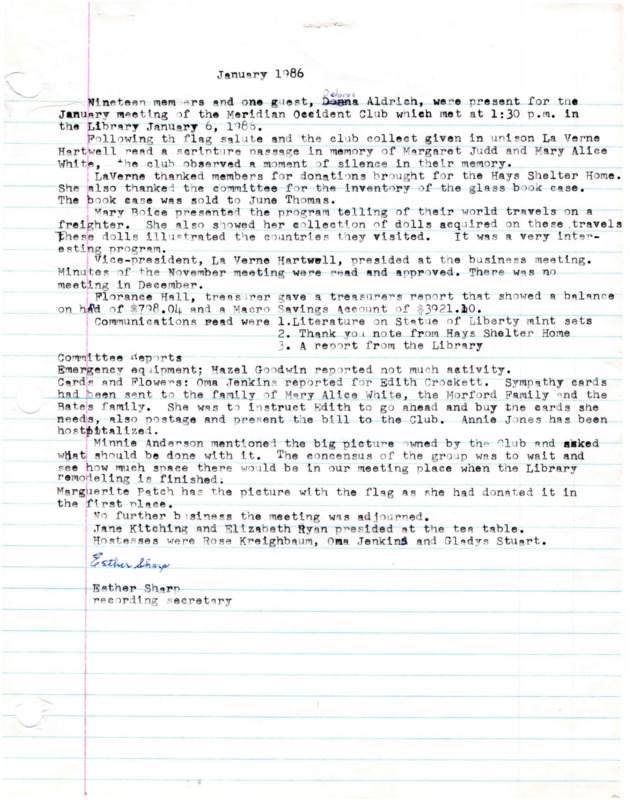 January 1986
Delores
Nineteen mem ers and one guest, Donna Aldrich, were present for the
January meeting of the Meridian Occident Club which met at 1:30 p.m. in
the Library January 6, 1986.
Following th flag salute and the club collect given in unison La Verne
Hartwell read a scripture passage in memory of Margaret Judd and Mary Alice
White, the club observed a moment of silence in their memory.
LaVerne thanked members for donations brought for the Hays Shelter Home.
She also thanked the committee for the inventory of the glass book case.
The book case was sold to June Thomas.
Mary Boice presented the program telling of their world travels on a
freighter. She also showed her collection of dolls acquired on these travels
These dolls illustrated the countries they visited. It was a very inter-
esting program.
Vice-president, La Verne Hartwell, presided at the business meeting.
Minutes of the November meeting were read and approved. There was no
meeting in December.
Florance Hall, treasurer gave a treasurers report that showed a balance
on hand of $798.04 and a Macro Savings Account of $3921.10.
Communications read were 1.Literature on Statue of Liberty mint sets
2. Thank you note from Hays Shelter Home
3. A report from the Library
Committee Reports
Emergency equipment; Hazel Goodwin reported not much activity.
Cards and Flowers: Oma Jenkins reported for Edith Crockett. Sympathy cards
had been sent to the family of Mary Alice White, the Morford Family and the
Bates family. She was to instruct Edith to go ahead and buy the cards she
needs, also postage and present the bill to the Club. Annie Jones has been
hospitalized.
Minnie Anderson mentioned the big picture owned by the Club and asked
what should be done with it. The concensus of the group was to wait and
see how much space there would be in our meeting place when the Library
remodeling is finished.
Marguerite Patch has the picture with the flag as she had donated it in
the first place.
No further business the meeting was adjourned.
Jane Kitching and Elizabeth Ryan presided at the tea table.
Hostesses were Rose Kreighbaum, Oma Jenkins and Gladys Stuart.
Esther Sharp
Esther Sharp
recording secretary